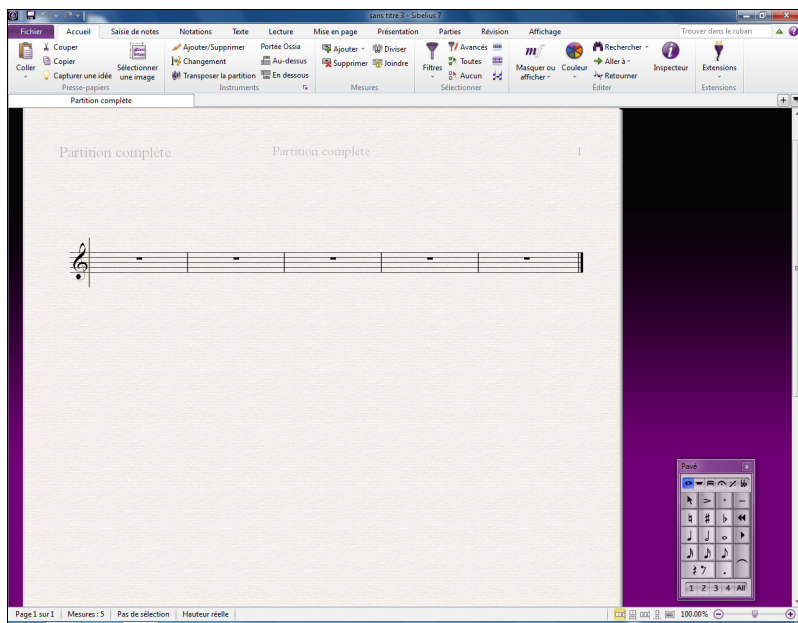 sans titre 3 - Sibelius 7
Fichier Accueil Saisie de notes Notations Texte Lecture Mise en page Présentation Parties Révision Affichage Trouver dans le ruban
Coller
Couper
Copier
Capturer une idée
Sélectionner
une image
Presse-papiers
Ajouter/Supprimer
Changement
Transposer la partition
Portée Ossia
Au-dessus
En dessous
Instruments
Ajouter
Supprimer
Diviser
Joindre
Mesures
Filtres
Avancés
Toutes
Aucun
Sélectionner
Masquer ou
afficher
Couleur
Rechercher
Aller à
Retourner
Éditer
Inspecteur
Extensions
Extensions
Partition complète
Partition complète Partition complète 1
Pavé
1 2 3 4 All
Page 1 sur 1 Mesures : 5 Pas de sélection Hauteur réelle 100.00%